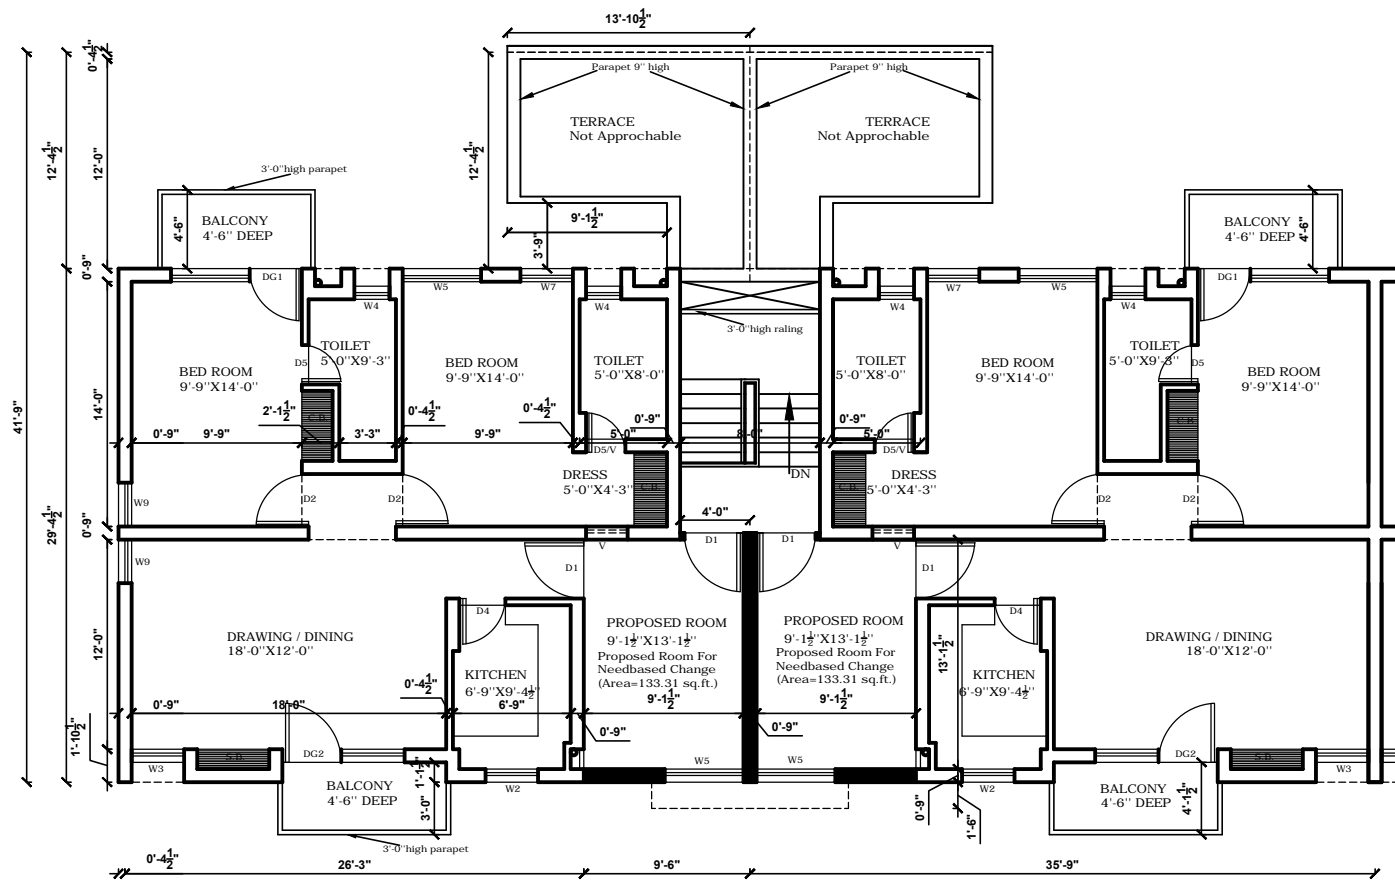 13'-10½"
0'-4½"
Parapet 9" high
Parapet 9" high
TERRACE
Not Approchable
TERRACE
Not Approchable
12'-4½"
12'-0"
12'-4½"
3'-0"high parapet
BALCONY
4'-6" DEEP
4'-6"
9'-1½"
3'-9"
BALCONY
4'-6" DEEP
4'-6"
0'-9"
DG1
W5
W7
W7
W5
DG1
W4
W4
W4
W4
3'-0"high raling
TOILET
5'-0"X9'-3"
D5
BED ROOM
9'-9"X14'-0"
BED ROOM
9'-9"X14'-0"
TOILET
5'-0"X8'-0"
TOILET
5'-0"X8'-0"
BED ROOM
9'-9"X14'-0"
TOILET
5'-0"X9'-3"
D5
BED ROOM
9'-9"X14'-0"
41'-9"
14'-0"
2'-1½"
0'-4½"
0'-4½"
0'-9"
0'-9"
C.B.
C.B.
0'-9"
9'-9"
3'-3"
9'-9"
5'-0"
8'-0"
5'-0"
D5/V
D5/V
DRESS
5'-0"X4'-3"
C.B.
DN
C.B.
DRESS
5'-0"X4'-3"
W9
D2
D2
D2
D2
29'-4½"
0'-9"
4'-0"
V
D1
D1
V
W9
D1
D1
D4
D4
PROPOSED ROOM
9'-1½"X13'-1½"
Proposed Room For
Needbased Change
(Area=133.31 sq.ft.)
PROPOSED ROOM
9'-1½"X13'-1½"
Proposed Room For
Needbased Change
(Area=133.31 sq.ft.)
13'-1½"
DRAWING / DINING
18'-0"X12'-0"
DRAWING / DINING
18'-0"X12'-0"
12'-0"
KITCHEN
6'-9"X9'-4½"
KITCHEN
6'-9"X9'-4½"
0'-4½"
0'-9"
18'-0"
6'-9"
9'-1½"
9'-1½"
0'-9"
0'-9"
1'-10½"
W3
S.B.
DG2
W5
W5
DG2
S.B.
W3
1'-1½"
W2
W2
BALCONY
4'-6" DEEP
3'-0"
0'-9"
1'-6"
BALCONY
4'-6" DEEP
4'-1½"
3'-0"high parapet
0'-4½"
26'-3"
9'-6"
35'-9"